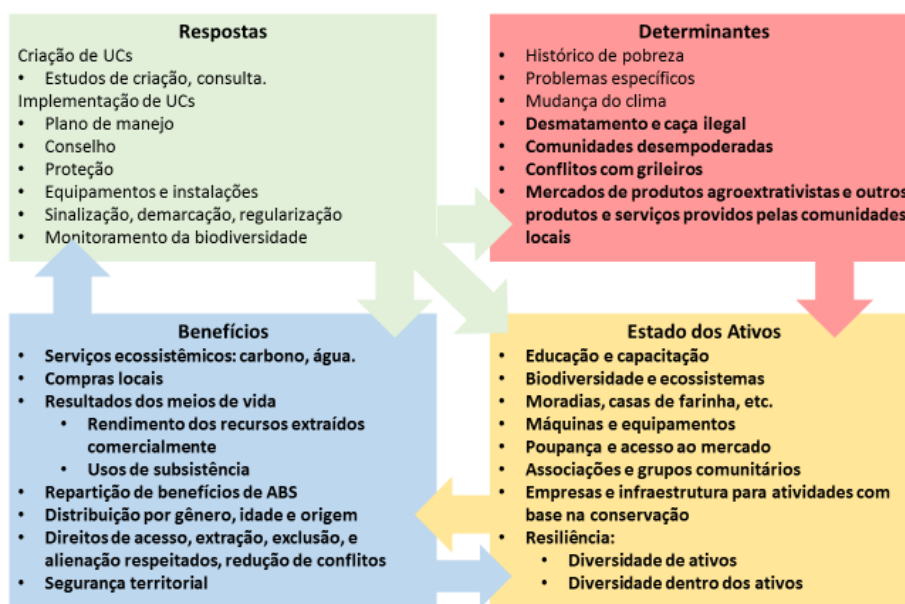 Respostas
Criação de UCs
• Estudos de criação, consulta.
Implementação de UCs
• Plano de manejo
• Conselho
• Proteção
• Equipamentos e instalações
• Sinalização, demarcação, regularização
• Monitoramento da biodiversidade
Determinantes
• Histórico de pobreza
• Problemas específicos
• Mudança do clima
• Desmatamento e caça ilegal
• Comunidades desempoderadas
• Conflitos com grileiros
• Mercados de produtos agroextrativistas e outros
produtos e serviços providos pelas comunidades
locais
Benefícios
• Serviços ecossistêmicos: carbono, água.
• Compras locais
• Resultados dos meios de vida
• Rendimento dos recursos extraídos
comercialmente
• Usos de subsistência
• Repartição de benefícios de ABS
• Distribuição por gênero, idade e origem
• Direitos de acesso, extração, exclusão, e
alienação respeitados, redução de conflitos
• Segurança territorial
Estado dos Ativos
• Educação e capacitação
• Biodiversidade e ecossistemas
• Moradias, casas de farinha, etc.
• Máquinas e equipamentos
• Poupança e acesso ao mercado
• Associações e grupos comunitários
• Empresas e infraestrutura para atividades com
base na conservação
• Resiliência:
• Diversidade de ativos
• Diversidade dentro dos ativos